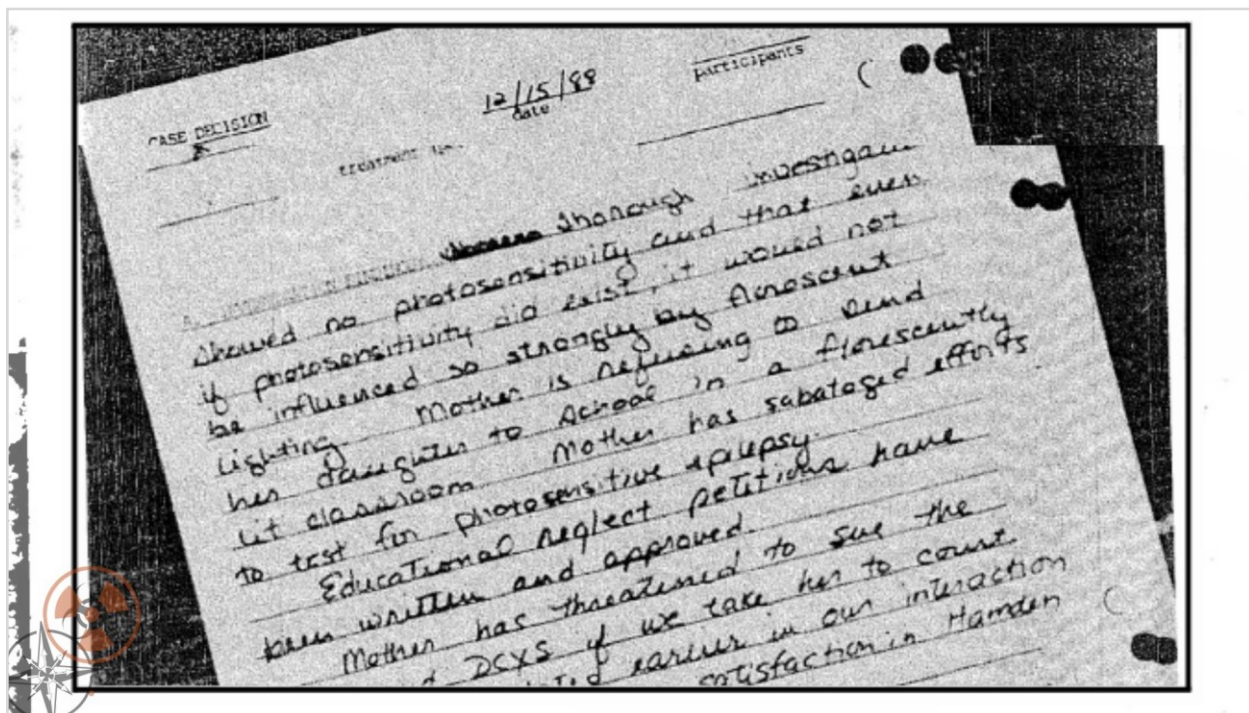 CASE DECISION
12/15/88
date
participants
treatment
thorough
showed no photosensitivity and that even
if photosensitivity did exist, it would not
be influenced so strongly by florescent
lighting. Mother is refusing to send
her daughter to school in a florescently
lit classroom. Mother has sabataged efforts
to test for photosensitive epilepsy.
Educational neglect petitions have
been written and approved.
Mother has threatened to sue the
DCYS if we take her to court.
earlier in our interaction
satisfaction in Hamden